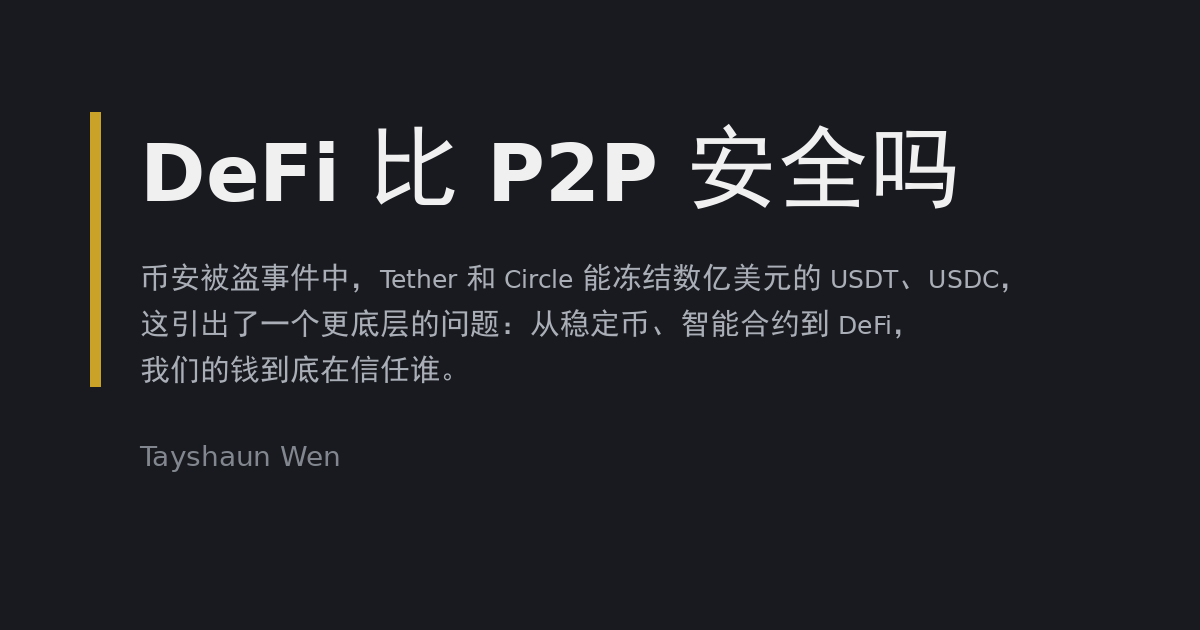 DeFi 比 P2P 安全吗
币安被盗事件中，Tether 和 Circle 能冻结数亿美元的 USDT、USDC，
这引出了一个更底层的问题：从稳定币、智能合约到 DeFi，
我们的钱到底在信任谁。
Tayshaun Wen